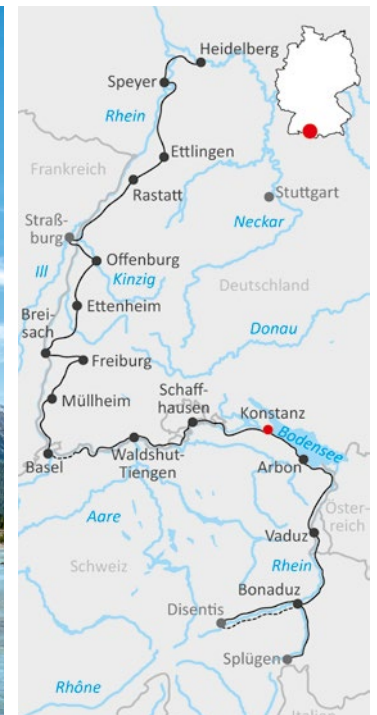 Heidelberg
Speyer
Rhein
Ettlingen
Frankreich
Rastatt
Stuttgart
Straß-
burg
Neckar
Offenburg
Ill
Kinzig
Deutschland
Ettenheim
Brei-
sach
Donau
Freiburg
Schaff-
hausen
Müllheim
Konstanz
Bodensee
Basel
Waldshut-
Tiengen
Arbon
Öster-
reich
Aare
Vaduz
Rhein
Schweiz
Bonaduz
Disentis
Splügen
Rhône
Italien